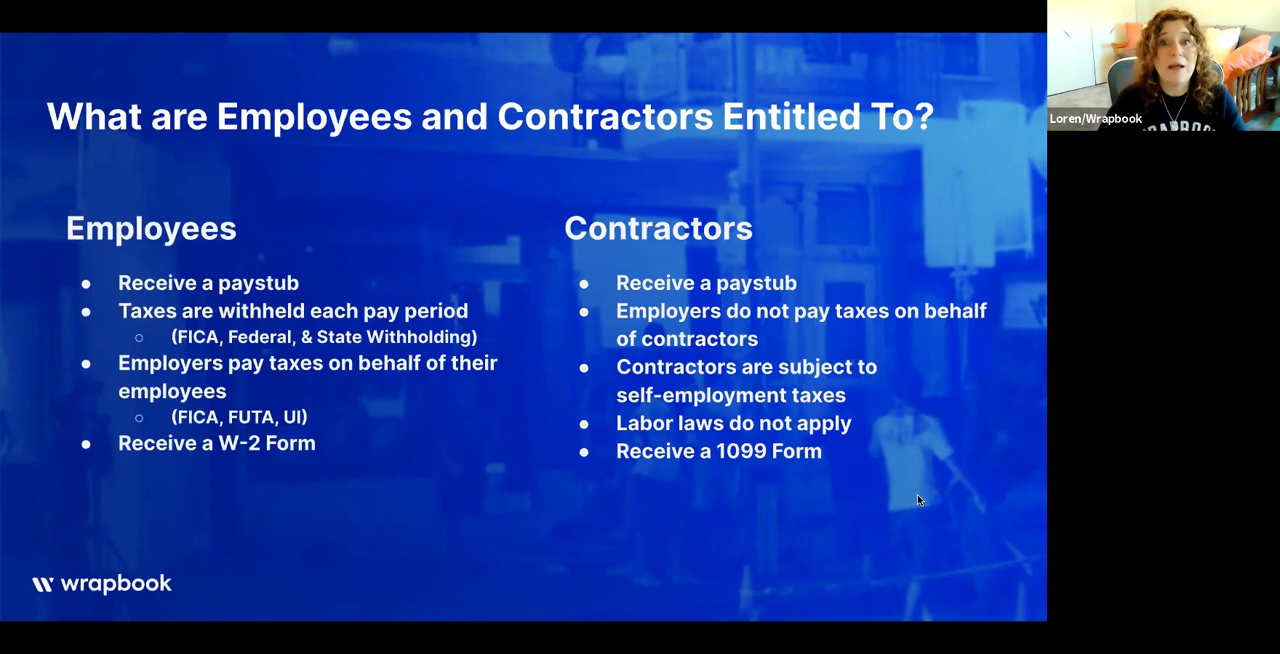 What are Employees and Contractors Entitled To?
Employees
● Receive a paystub
● Taxes are withheld each pay period
○ (FICA, Federal, & State Withholding)
● Employers pay taxes on behalf of their
employees
○ (FICA, FUTA, UI)
● Receive a W-2 Form
Contractors
● Receive a paystub
● Employers do not pay taxes on behalf
of contractors
● Contractors are subject to
self-employment taxes
● Labor laws do not apply
● Receive a 1099 Form
wrapbook
Loren/Wrapbook